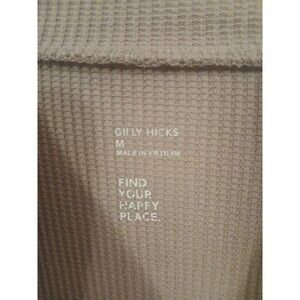 GILLY HICKS
M
MADE IN VIETNAM
FIND
YOUR
HAPPY
PLACE.